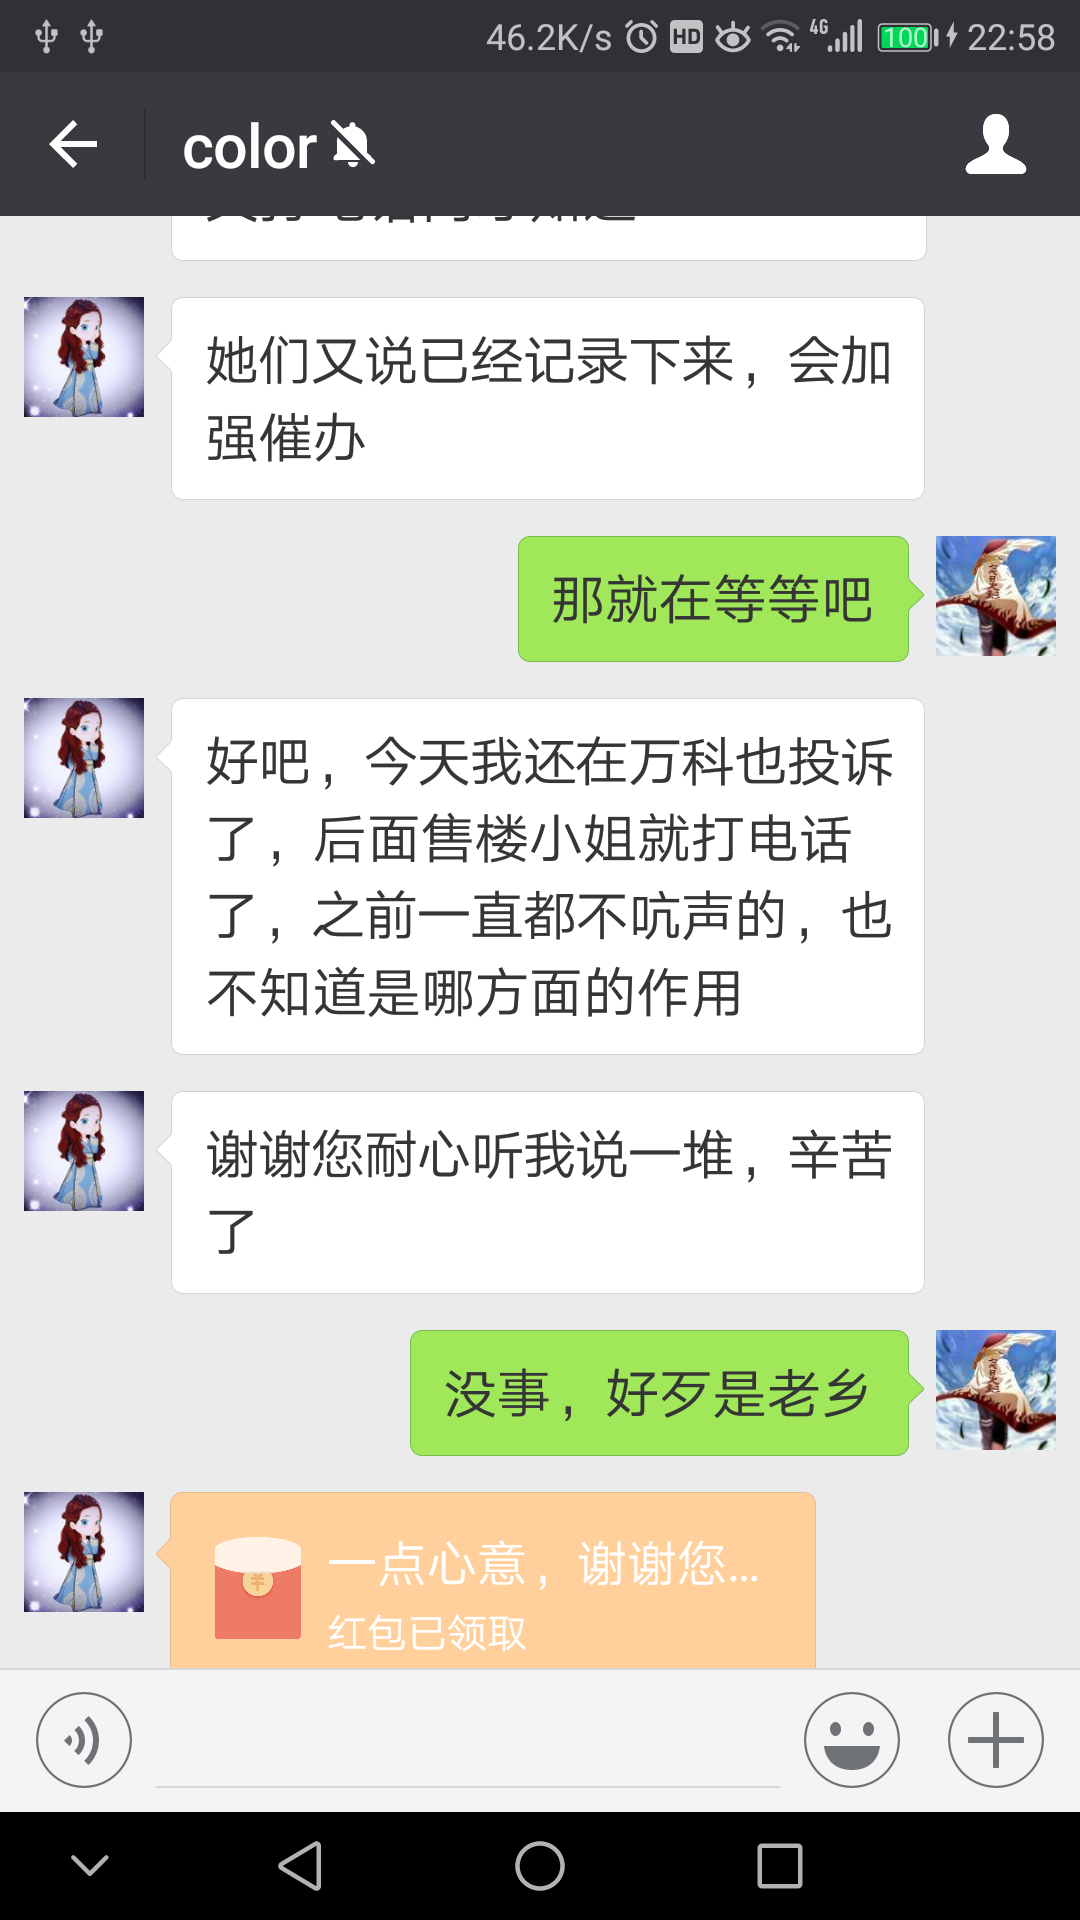 46.2K/s HD 4G 100 22:58
color
她们又说已经记录下来，会加
强催办
那就在等等吧
好吧，今天我还在万科也投诉
了，后面售楼小姐就打电话
了，之前一直都不吭声的，也
不知道是哪方面的作用
谢谢您耐心听我说一堆，辛苦
了
没事，好歹是老乡
一点心意，谢谢您...
红包已领取